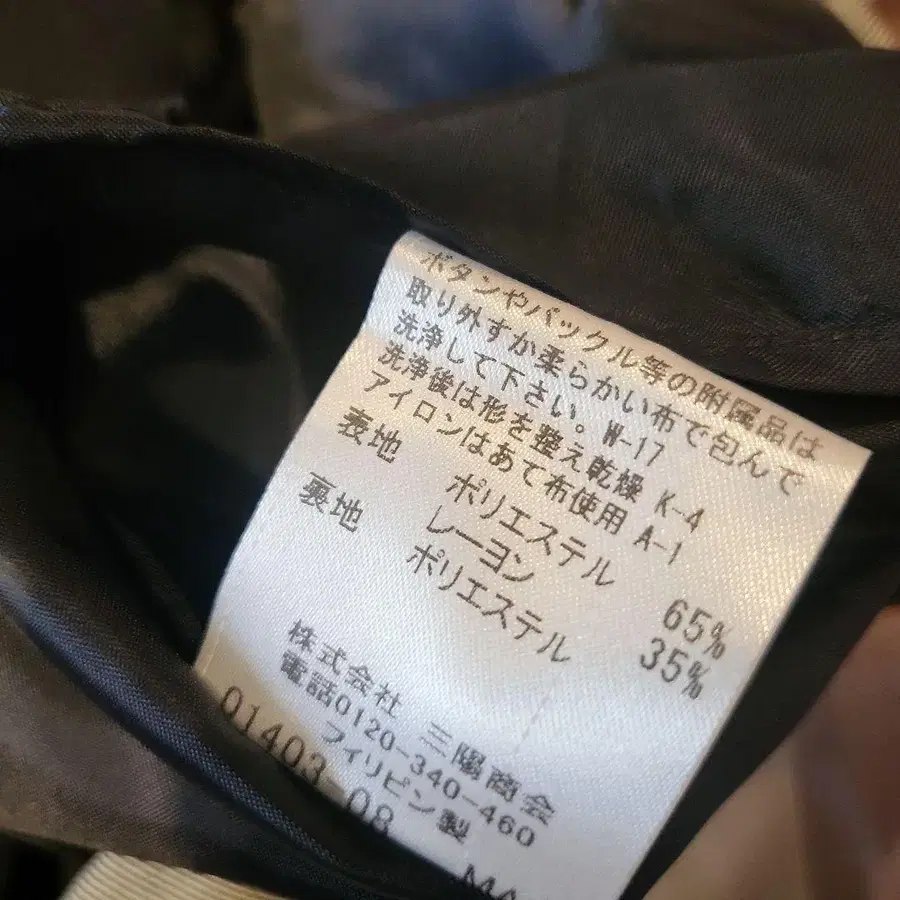 ボタンやバックル等の附属品は
取り外すか柔らかい布で包んで
洗浄して下さい。W-17
洗浄後は形を整え乾燥 K-4
アイロンはあて布使用 A-1
表地 ポリエステル 65%
レーヨン 35%
裏地 ポリエステル
株式会社 三陽商会
電話0120-340-460
フィリピン製
01403-08